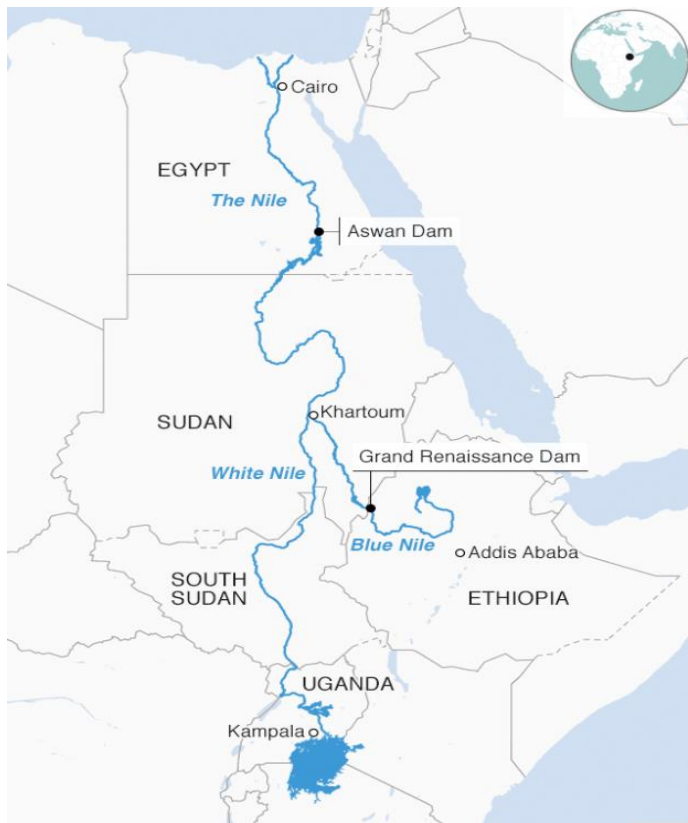 Cairo
EGYPT
The Nile
Aswan Dam
Khartoum
SUDAN
Grand Renaissance Dam
White Nile
Blue Nile
Addis Ababa
SOUTH
SUDAN
ETHIOPIA
UGANDA
Kampala